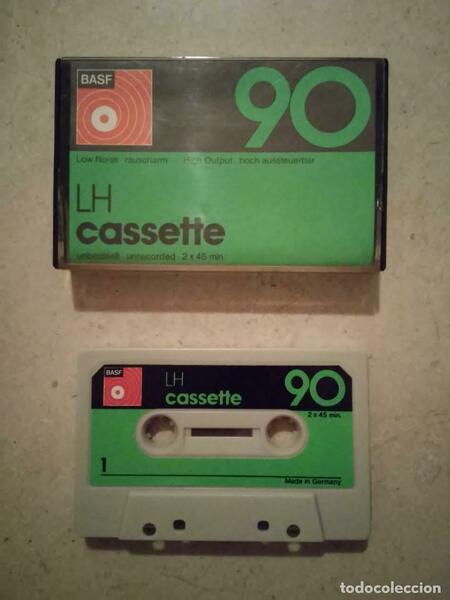 BASF
90
Low Noise rauscharm High Output hoch aussteuerbar
LH
cassette
unbespielt unrecorded 2 x 45 min.
BASF
LH
cassette
90
2 x 45 min.
1
Made in Germany
todocoleccion